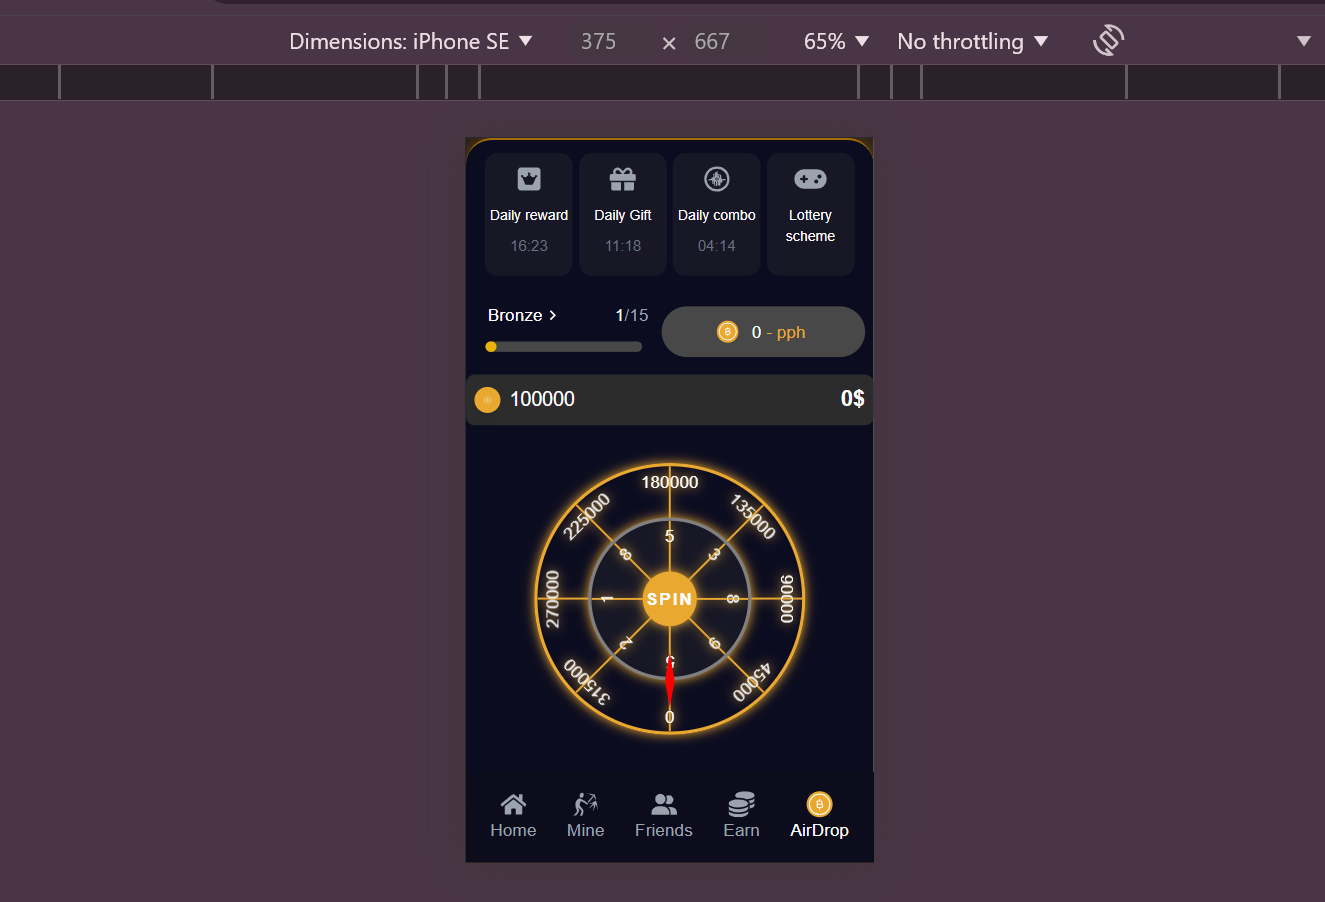 Dimensions: iPhone SE 375 × 667 65% No throttling
Daily reward
16:23
Daily Gift
11:18
Daily combo
04:14
Lottery
scheme
Bronze > 1/15
0 - pph
100000 0$
180000
225000 135000
5
8 3
270000 1 SPIN 8 90000
2 9
5
315000 45000
0
Home Mine Friends Earn AirDrop